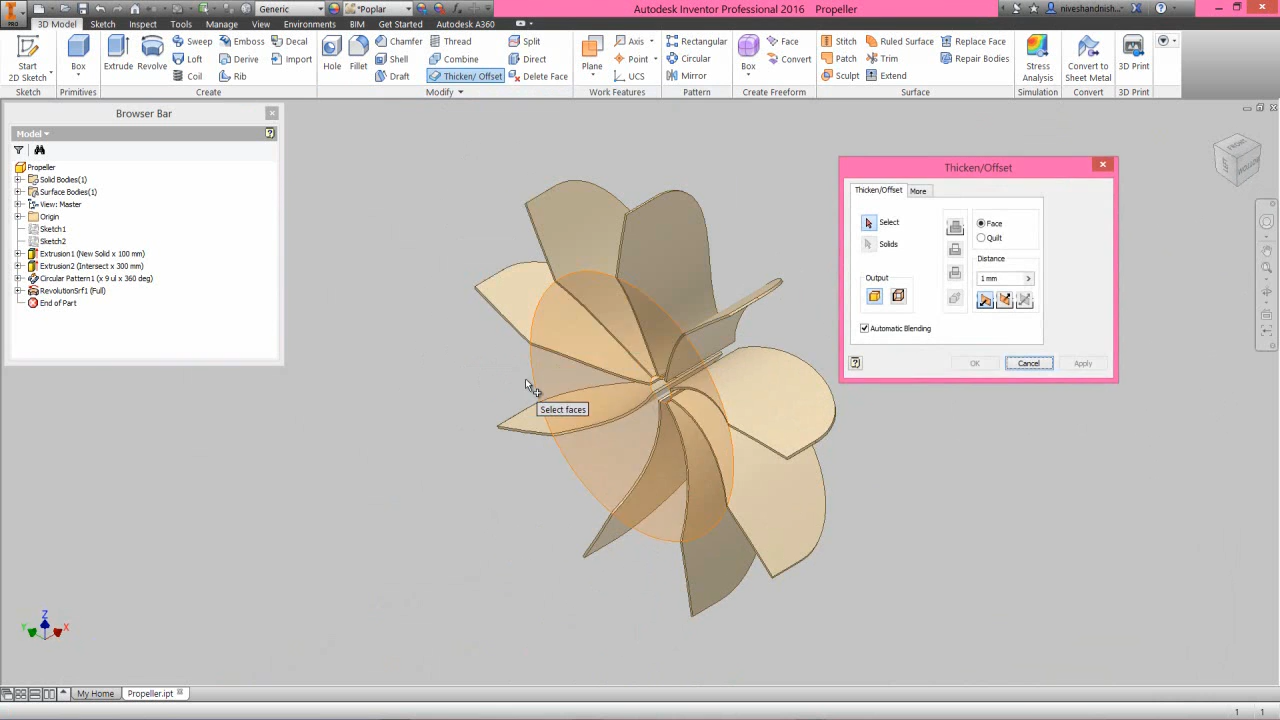 PRO
Generic
*Poplar
Autodesk Inventor Professional 2016 Propeller
niveshandnish...
3D Model Sketch Inspect Tools Manage View Environments BIM Get Started Autodesk A360
Start
2D Sketch
Box
Extrude
Revolve
Sweep
Emboss
Decal
Loft
Derive
Import
Coil
Rib
Hole
Fillet
Chamfer
Thread
Split
Shell
Combine
Direct
Draft
Thicken/ Offset
Delete Face
Plane
Axis
Point
UCS
Rectangular
Circular
Mirror
Box
Face
Convert
Stitch
Ruled Surface
Replace Face
Patch
Trim
Repair Bodies
Sculpt
Extend
Stress
Analysis
Convert to
Sheet Metal
3D Print
Sketch Primitives Create Modify Work Features Pattern Create Freeform Surface Simulation Convert 3D Print
Browser Bar
Model
Propeller
Solid Bodies(1)
Surface Bodies(1)
View: Master
Origin
Sketch1
Sketch2
Extrusion1 (New Solid x 100 mm)
Extrusion2 (Intersect x 300 mm)
Circular Pattern1 (x 9 ul x 360 deg)
RevolutionSrf1 (Full)
End of Part
Select faces
Thicken/Offset
Thicken/Offset More
Select
Solids
Face
Quilt
Distance
1 mm
Output
Automatic Blending
OK Cancel Apply
Z
Y
X
My Home Propeller.ipt
1 1